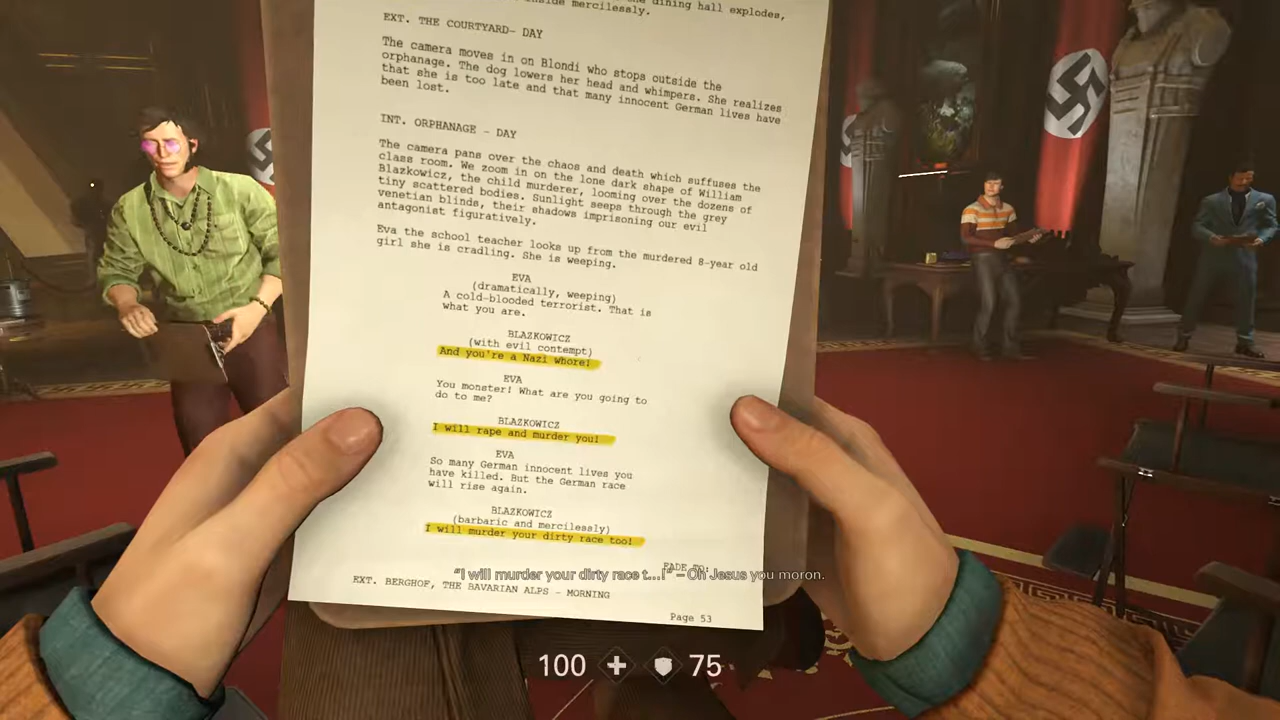 dining hall explodes,
mercilessly.
EXT. THE COURTYARD- DAY
The camera moves in on Blondi who stops outside the
orphanage. The dog lowers her head and whimpers. She realizes
that she is too late and that many innocent German lives have
been lost.
INT. ORPHANAGE - DAY
The camera pans over the chaos and death which suffuses the
class room. We zoom in on the lone dark shape of William
Blazkowicz, the child murderer, looming over the dozens of
tiny scattered bodies. Sunlight seeps through the grey
venetian blinds, their shadows imprisoning our evil
antagonist figuratively.
Eva the school teacher looks up from the murdered 8-year old
girl she is cradling. She is weeping.
EVA
(dramatically, weeping)
A cold-blooded terrorist. That is
what you are.
BLAZKOWICZ
(with evil contempt)
And you're a Nazi whore!
EVA
You monster! What are you going to
do to me?
BLAZKOWICZ
I will rape and murder you!
EVA
So many German innocent lives you
have killed. But the German race
will rise again.
BLAZKOWICZ
(barbaric and mercilessly)
I will murder your dirty race too!
FADE TO:
"I will murder your dirty race t...!" – Oh Jesus you moron.
EXT. BERGHOF, THE BAVARIAN ALPS - MORNING
Page 53
100 75